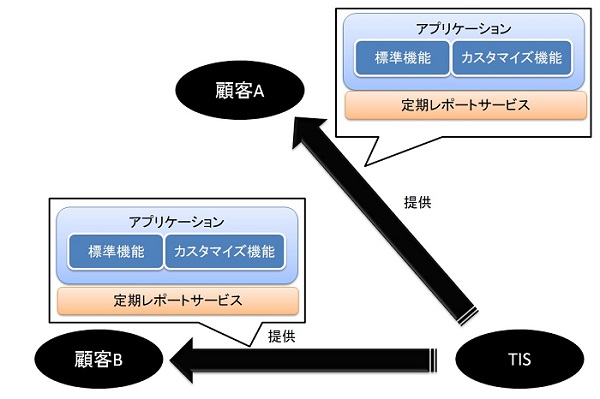 アプリケーション
標準機能 カスタマイズ機能
定期レポートサービス
顧客A
提供
アプリケーション
標準機能 カスタマイズ機能
定期レポートサービス
提供
顧客B
TIS